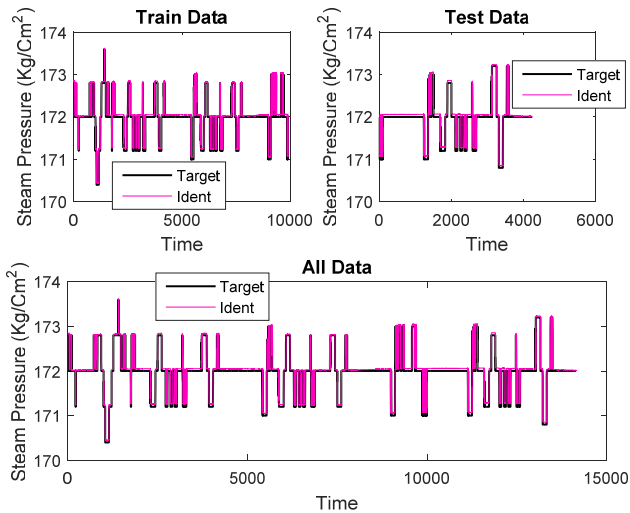 Train Data
Steam Pressure (Kg/Cm2)
174
173
172
171
170
0
5000
10000
Time
Target
Ident
Test Data
Steam Pressure (Kg/Cm2)
174
173
172
171
170
0
2000
4000
6000
Time
Target
Ident
All Data
Steam Pressure (Kg/Cm2)
174
173
172
171
170
0
5000
10000
15000
Time
Target
Ident